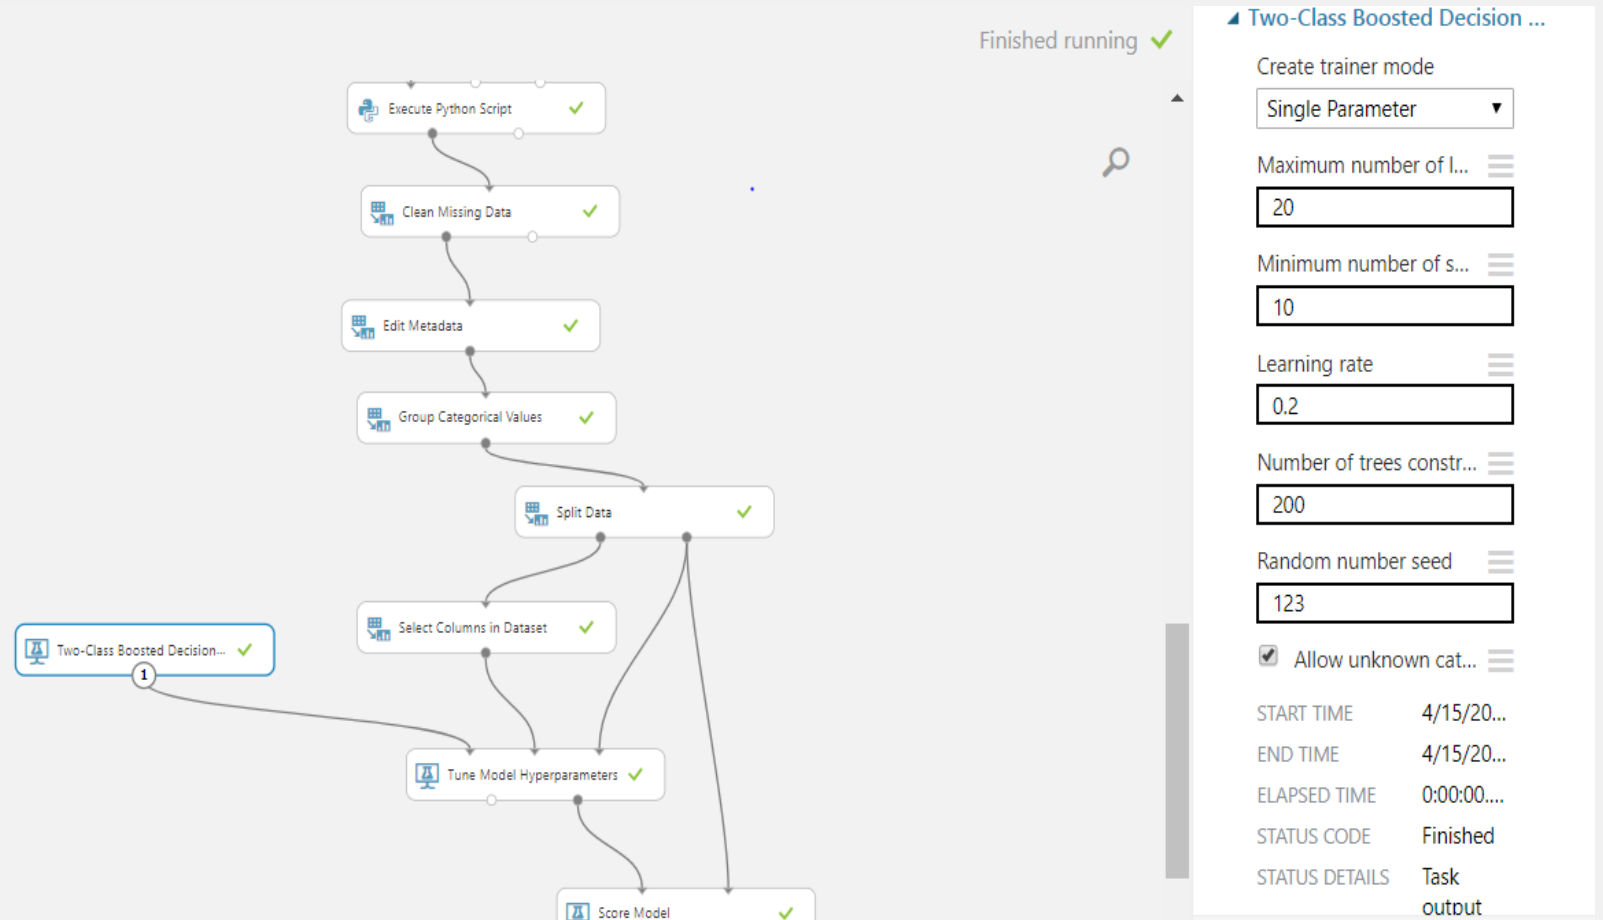 Finished running
Execute Python Script
Clean Missing Data
Edit Metadata
Group Categorical Values
Split Data
Select Columns in Dataset
Two-Class Boosted Decision...
1
Tune Model Hyperparameters
Score Model
Two-Class Boosted Decision ...
Create trainer mode
Single Parameter
Maximum number of l...
20
Minimum number of s...
10
Learning rate
0.2
Number of trees constr...
200
Random number seed
123
Allow unknown cat...
START TIME 4/15/20...
END TIME 4/15/20...
ELAPSED TIME 0:00:00....
STATUS CODE Finished
STATUS DETAILS Task
output